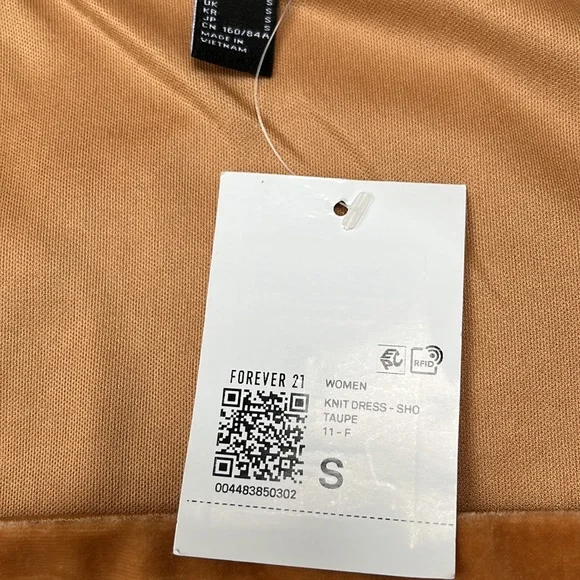 UK S
KR S
JP S
CN 160/84A
MADE IN
VIETNAM
EPC
RFID
FOREVER 21
WOMEN
KNIT DRESS - SHO
TAUPE
11 - F
S
004483850302